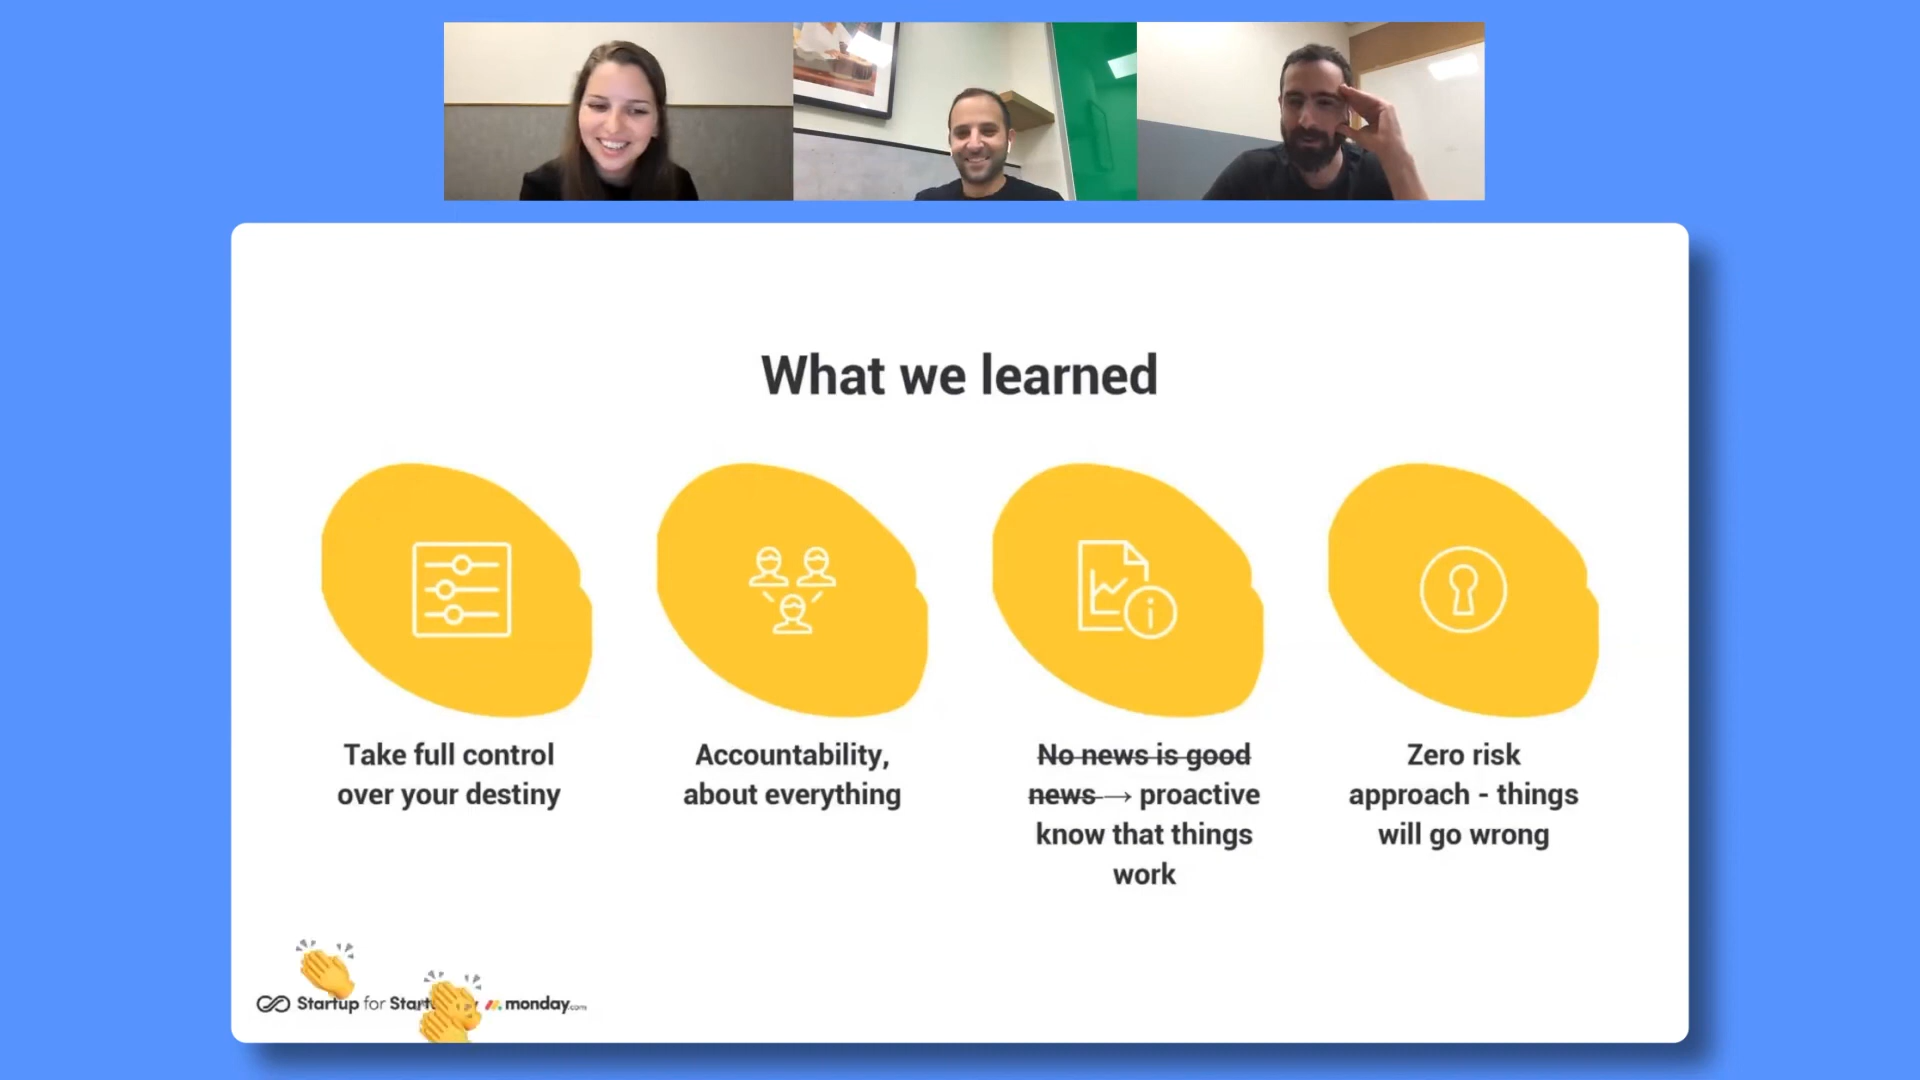 What we learned
Take full control
over your destiny
Accountability,
about everything
No news is good
news → proactive
know that things
work
Zero risk
approach - things
will go wrong
Startup for
monday.com